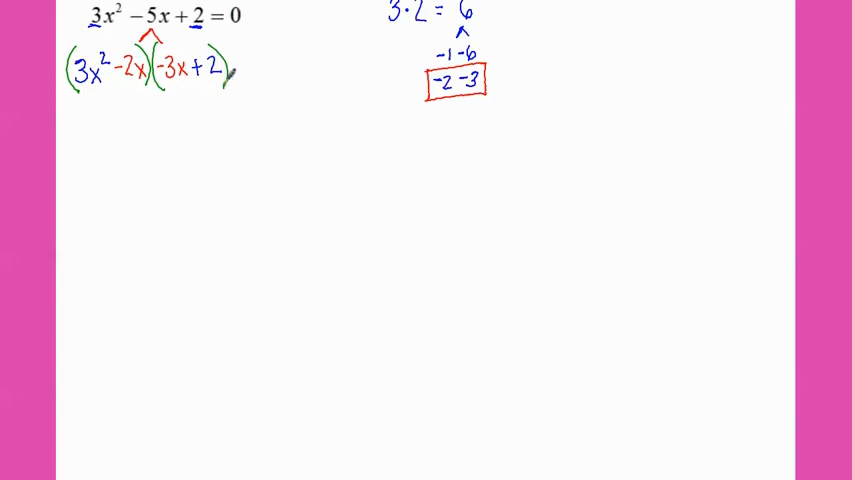 3x² − 5x + 2 = 0
3·2 = 6
(3x² -2x)(-3x +2)
-1 -6
-2 -3